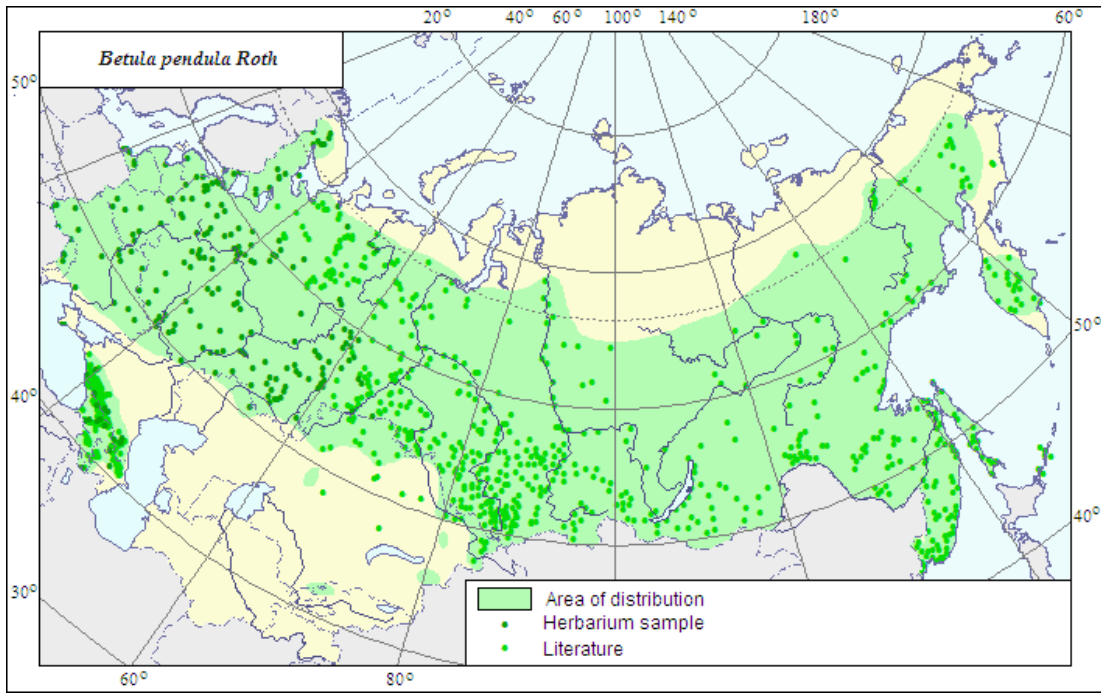 20° 40° 60° 100° 140° 180° 60°
Betula pendula Roth
50°
40°
30°
50°
40°
60° 80°
Area of distribution
Herbarium sample
Literature